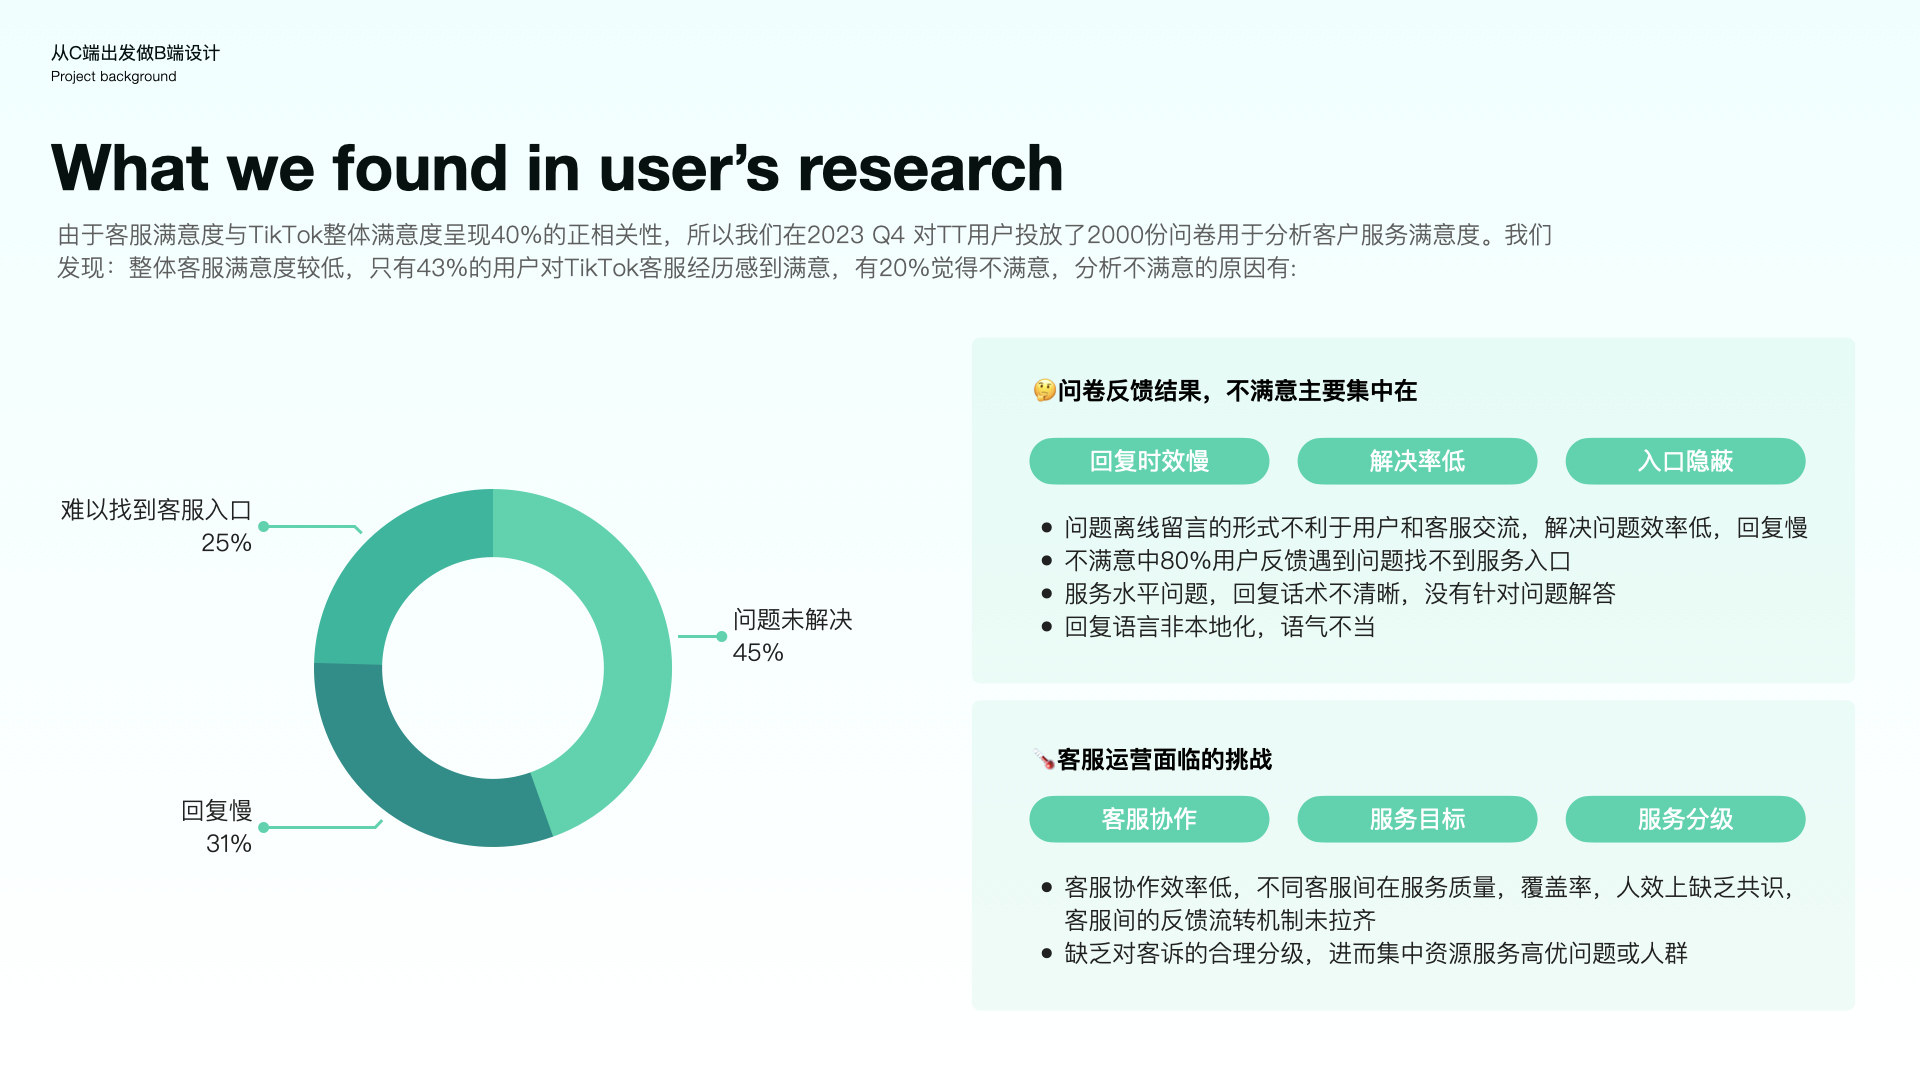 从C端出发做B端设计
Project background
What we found in user’s research
由于客服满意度与TikTok整体满意度呈现40%的正相关性，所以我们在2023 Q4 对TT用户投放了2000份问卷用于分析客户服务满意度。我们
发现：整体客服满意度较低，只有43%的用户对TikTok客服经历感到满意，有20%觉得不满意，分析不满意的原因有:
难以找到客服入口
25%
问题未解决
45%
回复慢
31%
🤔问卷反馈结果，不满意主要集中在
回复时效慢
解决率低
入口隐蔽
● 问题离线留言的形式不利于用户和客服交流，解决问题效率低，回复慢
● 不满意中80%用户反馈遇到问题找不到服务入口
● 服务水平问题，回复话术不清晰，没有针对问题解答
● 回复语言非本地化，语气不当
客服运营面临的挑战
客服协作
服务目标
服务分级
● 客服协作效率低，不同客服间在服务质量，覆盖率，人效上缺乏共识，
客服间的反馈流转机制未拉齐
● 缺乏对客诉的合理分级，进而集中资源服务高优问题或人群